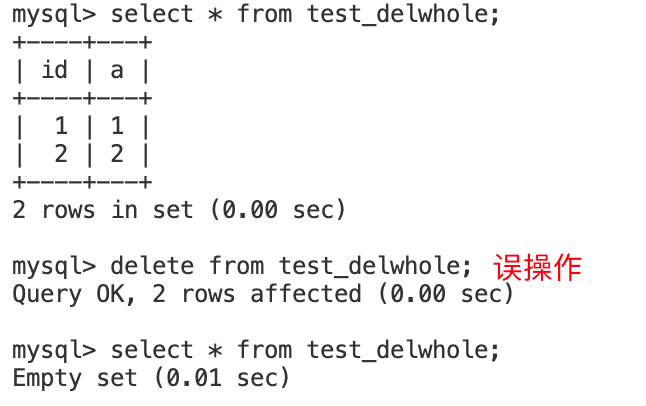 mysql> select * from test_delwhole;
+----+---+
| id | a |
+----+---+
|  1 | 1 |
|  2 | 2 |
+----+---+
2 rows in set (0.00 sec)
mysql> delete from test_delwhole; 误操作
Query OK, 2 rows affected (0.00 sec)
mysql> select * from test_delwhole;
Empty set (0.01 sec)